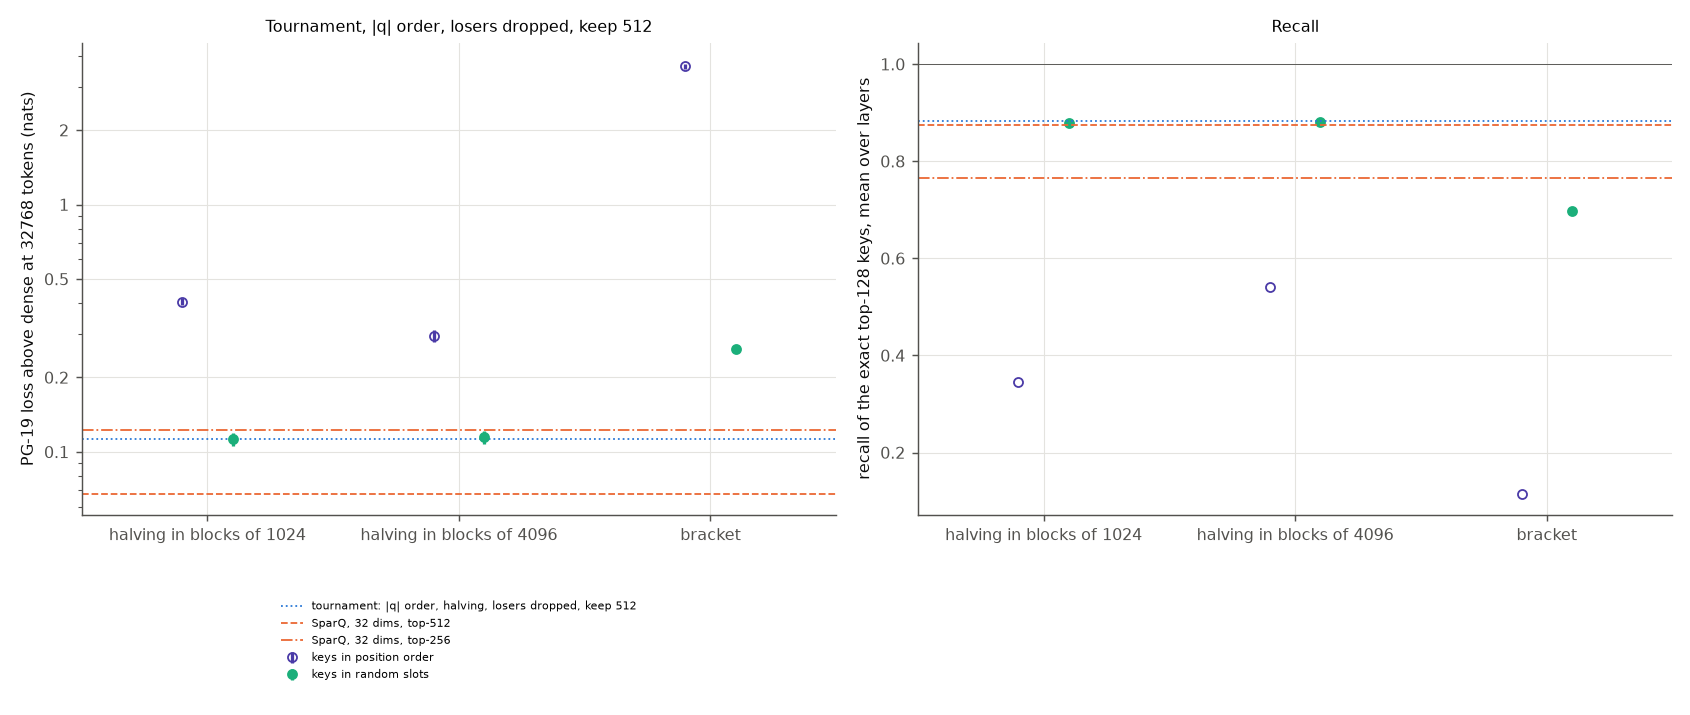 Tournament, |q| order, losers dropped, keep 512
PG-19 loss above dense at 32768 tokens (nats)
2
1
0.5
0.2
0.1
halving in blocks of 1024
halving in blocks of 4096
bracket
Recall
recall of the exact top-128 keys, mean over layers
1.0
0.8
0.6
0.4
0.2
halving in blocks of 1024
halving in blocks of 4096
bracket
tournament: |q| order, halving, losers dropped, keep 512
SparQ, 32 dims, top-512
SparQ, 32 dims, top-256
keys in position order
keys in random slots